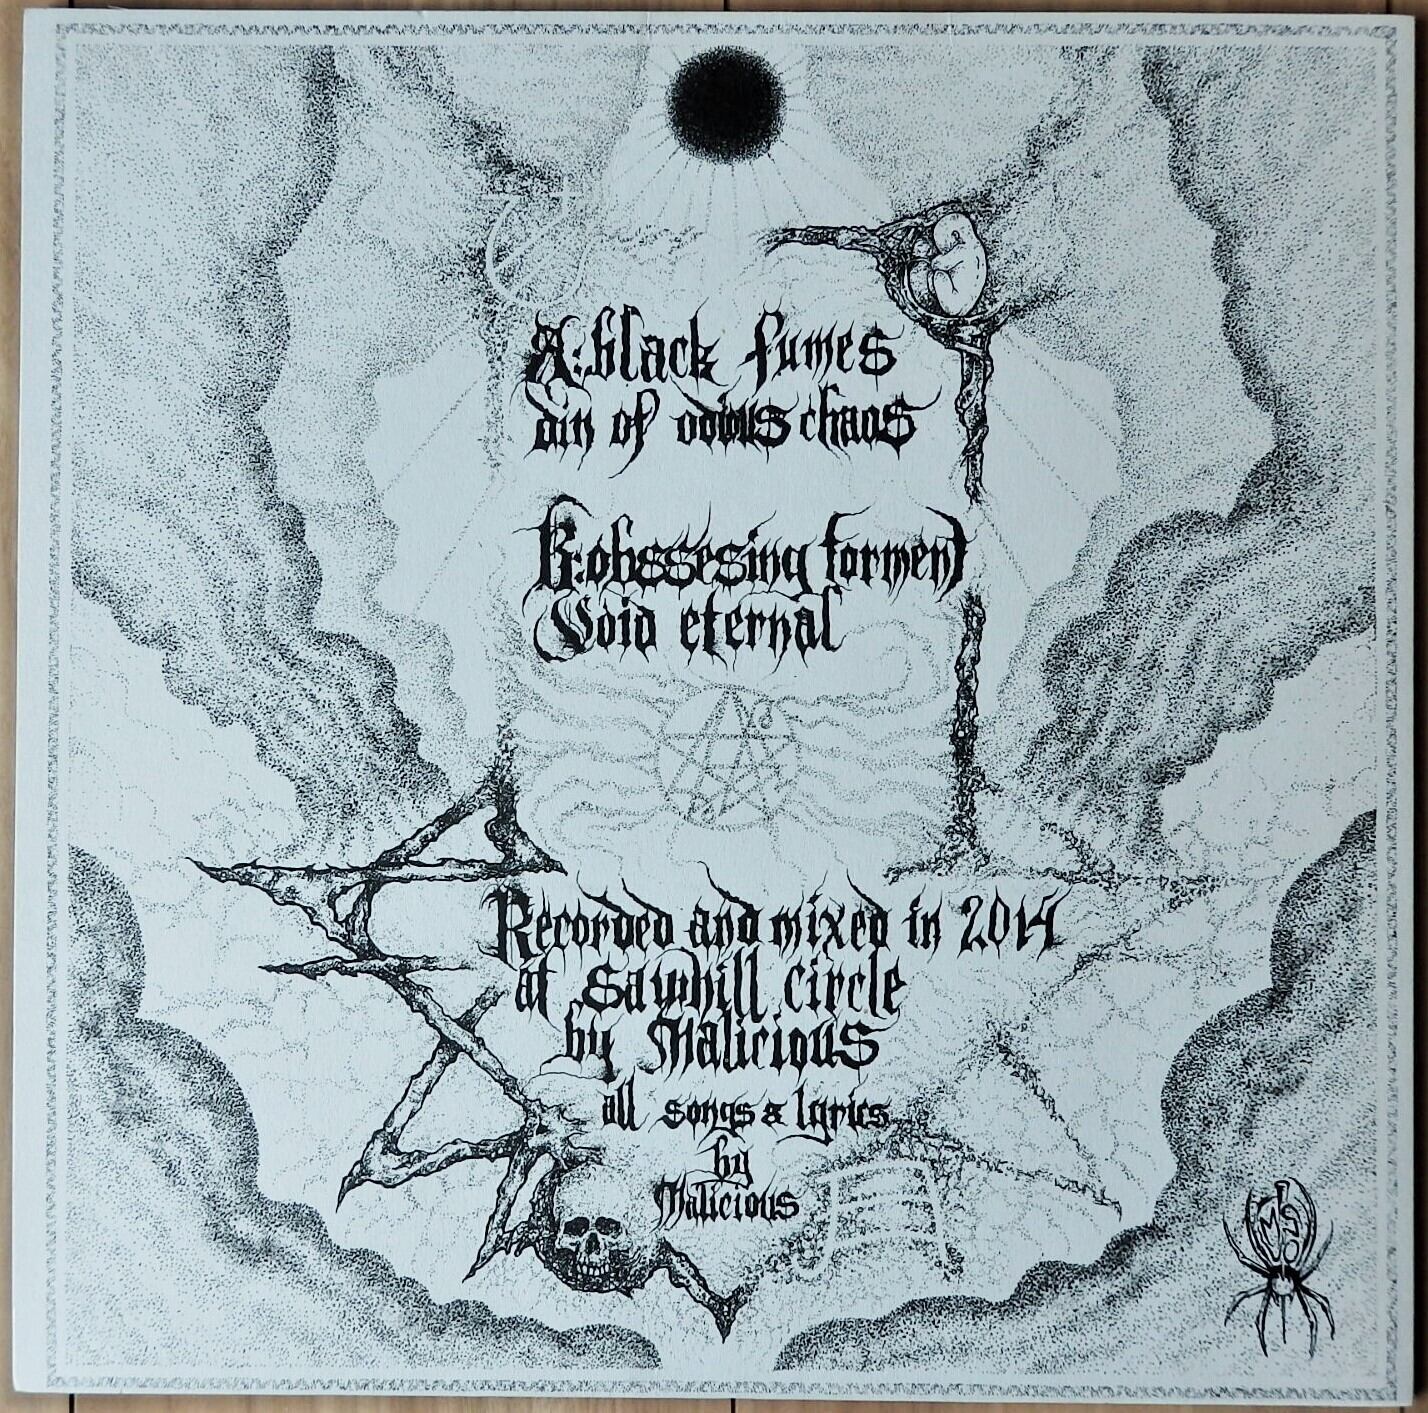 A: black fumes
din of odious chaos
B: obssesing torment
Void eternal
Recorded and mixed in 2014
at sawhill circle
by Malicious
all songs & lyrics
by
Malicious